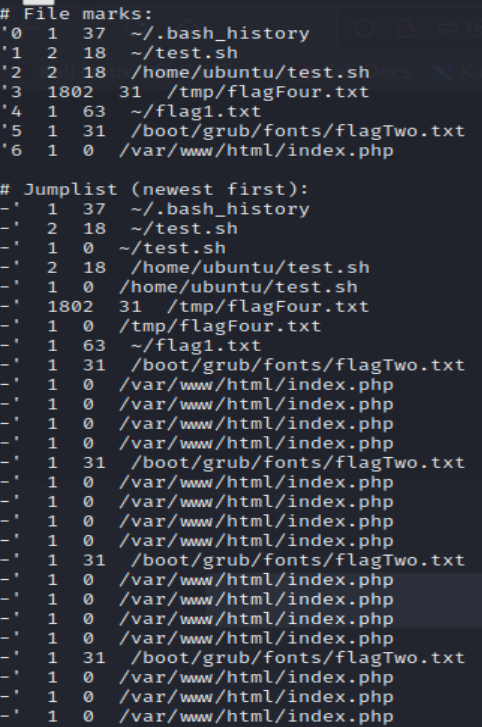 # File marks:
'0  1  37  ~/.bash_history
'1  2  18  ~/test.sh
'2  2  18  /home/ubuntu/test.sh
'3  1802  31  /tmp/flagFour.txt
'4  1  63  ~/flag1.txt
'5  1  31  /boot/grub/fonts/flagTwo.txt
'6  1  0  /var/www/html/index.php

# Jumplist (newest first):
-'  1  37  ~/.bash_history
-'  2  18  ~/test.sh
-'  1  0  ~/test.sh
-'  2  18  /home/ubuntu/test.sh
-'  1  0  /home/ubuntu/test.sh
-'  1802  31  /tmp/flagFour.txt
-'  1  0  /tmp/flagFour.txt
-'  1  63  ~/flag1.txt
-'  1  31  /boot/grub/fonts/flagTwo.txt
-'  1  0  /var/www/html/index.php
-'  1  0  /var/www/html/index.php
-'  1  0  /var/www/html/index.php
-'  1  0  /var/www/html/index.php
-'  1  31  /boot/grub/fonts/flagTwo.txt
-'  1  0  /var/www/html/index.php
-'  1  0  /var/www/html/index.php
-'  1  0  /var/www/html/index.php
-'  1  0  /var/www/html/index.php
-'  1  31  /boot/grub/fonts/flagTwo.txt
-'  1  0  /var/www/html/index.php
-'  1  0  /var/www/html/index.php
-'  1  0  /var/www/html/index.php
-'  1  0  /var/www/html/index.php
-'  1  31  /boot/grub/fonts/flagTwo.txt
-'  1  0  /var/www/html/index.php
-'  1  0  /var/www/html/index.php
-'  1  0  /var/www/html/index.php